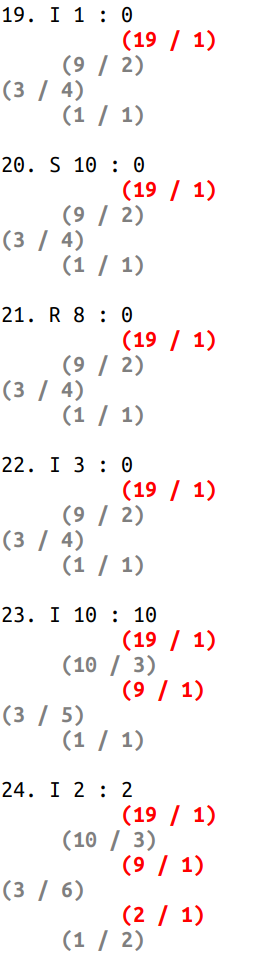 19. I 1 : 0
(19 / 1)
(9 / 2)
(3 / 4)
(1 / 1)
20. S 10 : 0
(19 / 1)
(9 / 2)
(3 / 4)
(1 / 1)
21. R 8 : 0
(19 / 1)
(9 / 2)
(3 / 4)
(1 / 1)
22. I 3 : 0
(19 / 1)
(9 / 2)
(3 / 4)
(1 / 1)
23. I 10 : 10
(19 / 1)
(10 / 3)
(9 / 1)
(3 / 5)
(1 / 1)
24. I 2 : 2
(19 / 1)
(10 / 3)
(9 / 1)
(3 / 6)
(2 / 1)
(1 / 2)